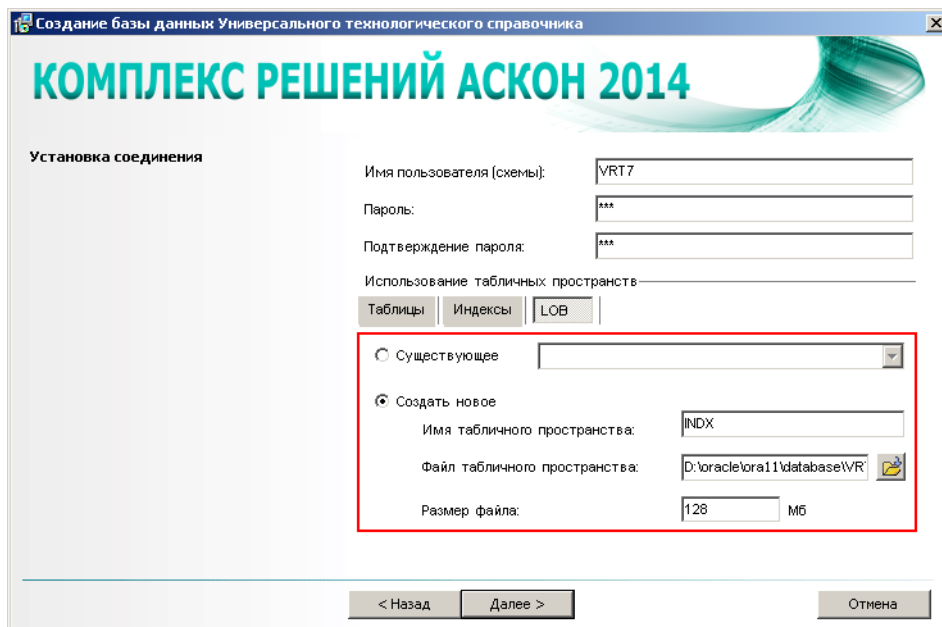 Создание базы данных Универсального технологического справочника
КОМПЛЕКС РЕШЕНИЙ АСКОН 2014
Установка соединения
Имя пользователя (схемы): VRT7
Пароль: ***
Подтверждение пароля: ***
Использование табличных пространств
Таблицы Индексы LOB
Существующее
Создать новое
Имя табличного пространства: INDX
Файл табличного пространства: D:\oracle\ora11\database\VR
Размер файла: 128 Мб
< Назад Далее > Отмена